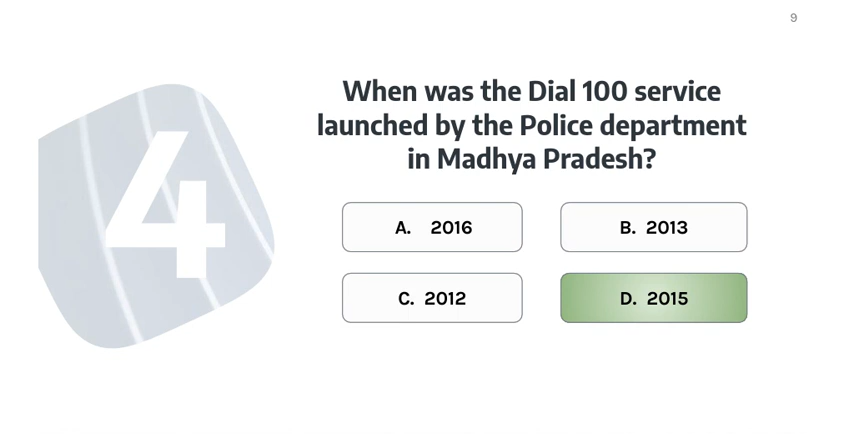 9
4
When was the Dial 100 service
launched by the Police department
in Madhya Pradesh?
A. 2016
B. 2013
C. 2012
D. 2015